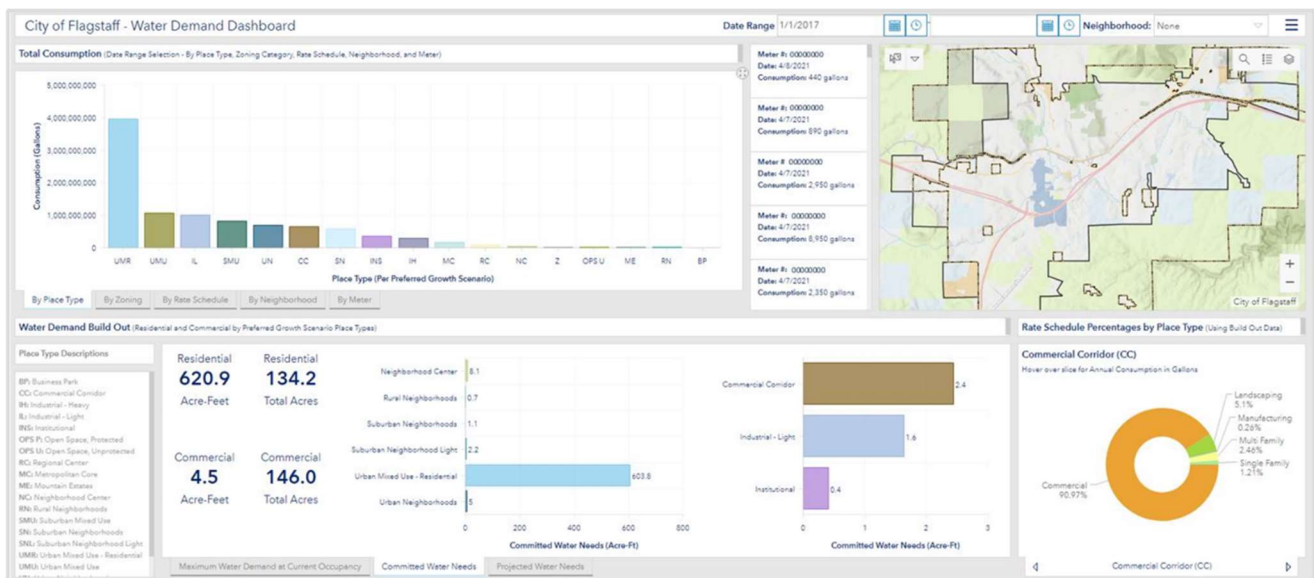 City of Flagstaff - Water Demand Dashboard
Date Range 1/1/2017
-
Neighborhood: None
Total Consumption (Date Range Selection - By Place Type, Zoning Category, Rate Schedule, Neighborhood, and Meter)
5,000,000,000
4,000,000,000
3,000,000,000
2,000,000,000
1,000,000,000
0
Consumption (Gallons)
UMR UMU IL SMU UN CC SN INS IH MC RC NC Z OPS U ME RN BP
Place Type (Per Preferred Growth Scenario)
By Place Type By Zoning By Rate Schedule By Neighborhood By Meter
Meter #: 00000000
Date: 4/8/2021
Consumption: 440 gallons
Meter #: 00000000
Date: 4/7/2021
Consumption: 890 gallons
Meter # 00000000
Date: 4/7/2021
Consumption: 2,950 gallons
Meter #: 00000000
Date: 4/7/2021
Consumption: 8,950 gallons
Meter #: 00000000
Date: 4/7/2021
Consumption: 2,350 gallons
+
−
City of Flagstaff
Water Demand Build Out (Residential and Commercial by Preferred Growth Scenario Place Types)
Place Type Descriptions
BP: Business Park
CC: Commercial Corridor
IH: Industrial - Heavy
IL: Industrial - Light
INS: Institutional
OPS P: Open Space, Protected
OPS U: Open Space, Unprotected
RC: Regional Center
MC: Metropolitan Core
ME: Mountain Estates
NC: Neighborhood Center
RN: Rural Neighborhoods
SMU: Suburban Mixed Use
SN: Suburban Neighborhoods
SNL: Suburban Neighborhood Light
UMR: Urban Mixed Use - Residential
UMU: Urban Mixed Use
Residential
620.9
Acre-Feet
Residential
134.2
Total Acres
Commercial
4.5
Acre-Feet
Commercial
146.0
Total Acres
Neighborhood Center 8.1
Rural Neighborhoods 0.7
Suburban Neighborhoods 1.1
Suburban Neighborhood Light 2.2
Urban Mixed Use - Residential 603.8
Urban Neighborhoods 5
0 200 400 600 800
Committed Water Needs (Acre-Ft)
Commercial Corridor 2.4
Industrial - Light 1.6
Institutional 0.4
0 1 2 3
Committed Water Needs (Acre-Ft)
Maximum Water Demand at Current Occupancy Committed Water Needs Projected Water Needs
Rate Schedule Percentages by Place Type (Using Build Out Data)
Commercial Corridor (CC)
Hover over slice for Annual Consumption in Gallons
Landscaping
5.1%
Manufacturing
0.26%
Multi Family
2.46%
Single Family
1.21%
Commercial
90.97%
Commercial Corridor (CC)